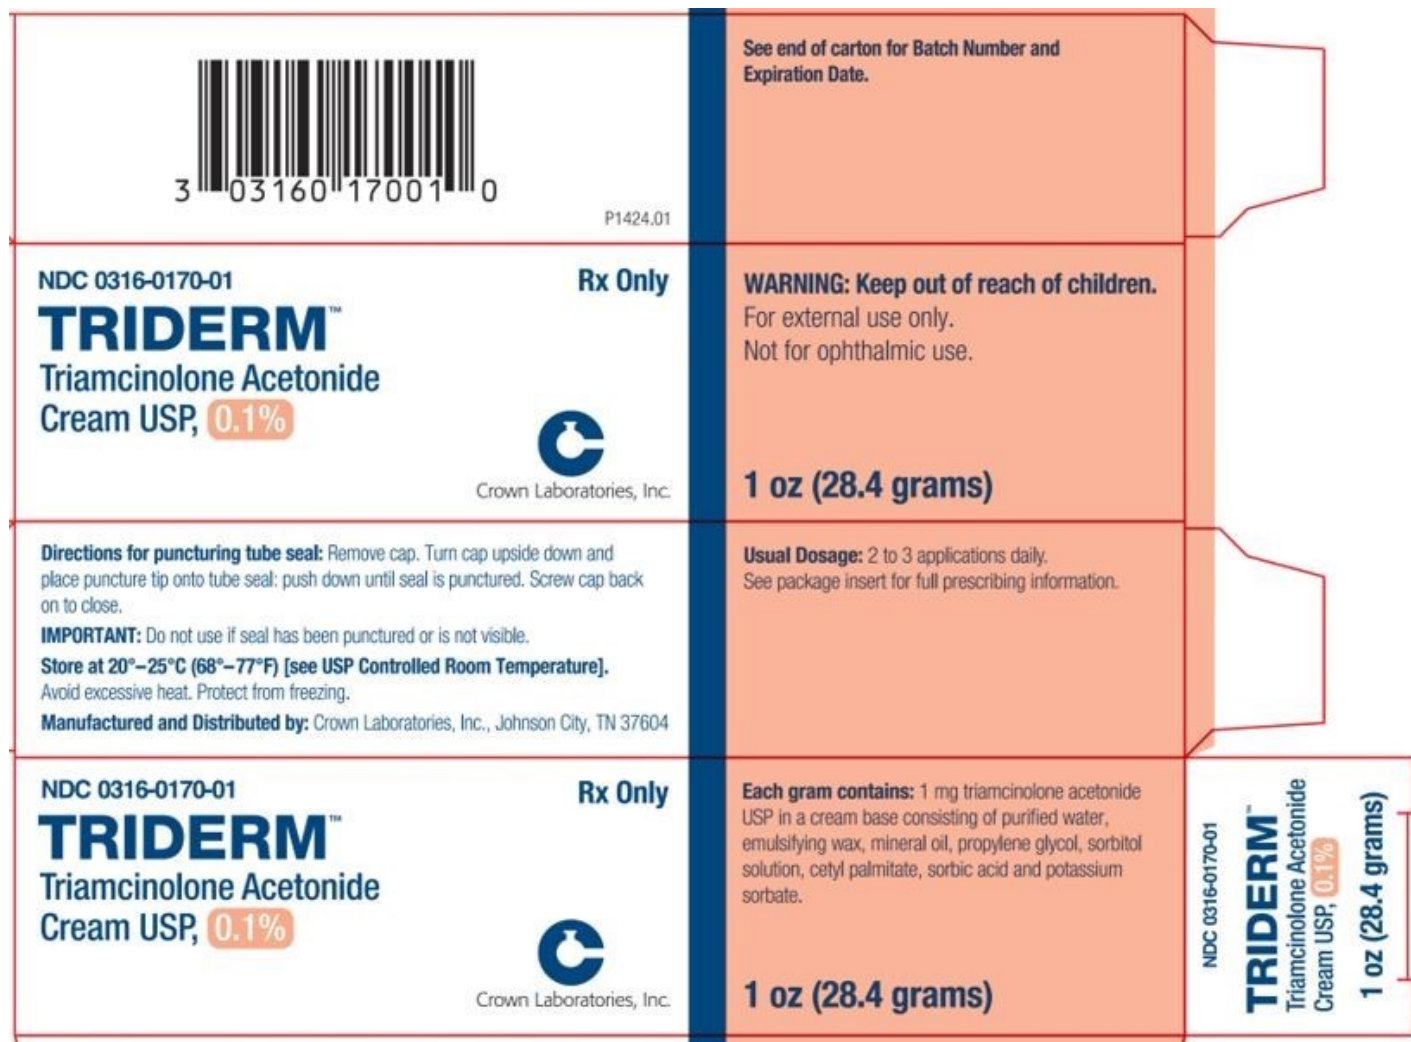 3 03160 17001 0
P1424.01
See end of carton for Batch Number and
Expiration Date.
NDC 0316-0170-01
Rx Only
TRIDERM™
Triamcinolone Acetonide
Cream USP, 0.1%
Crown Laboratories, Inc.
WARNING: Keep out of reach of children.
For external use only.
Not for ophthalmic use.
1 oz (28.4 grams)
Directions for puncturing tube seal: Remove cap. Turn cap upside down and
place puncture tip onto tube seal: push down until seal is punctured. Screw cap back
on to close.
IMPORTANT: Do not use if seal has been punctured or is not visible.
Store at 20°–25°C (68°–77°F) [see USP Controlled Room Temperature].
Avoid excessive heat. Protect from freezing.
Manufactured and Distributed by: Crown Laboratories, Inc., Johnson City, TN 37604
Usual Dosage: 2 to 3 applications daily.
See package insert for full prescribing information.
NDC 0316-0170-01
Rx Only
TRIDERM™
Triamcinolone Acetonide
Cream USP, 0.1%
Crown Laboratories, Inc.
Each gram contains: 1 mg triamcinolone acetonide
USP in a cream base consisting of purified water,
emulsifying wax, mineral oil, propylene glycol, sorbitol
solution, cetyl palmitate, sorbic acid and potassium
sorbate.
1 oz (28.4 grams)
NDC 0316-0170-01
TRIDERM™
Triamcinolone Acetonide
Cream USP, 0.1%
1 oz (28.4 grams)